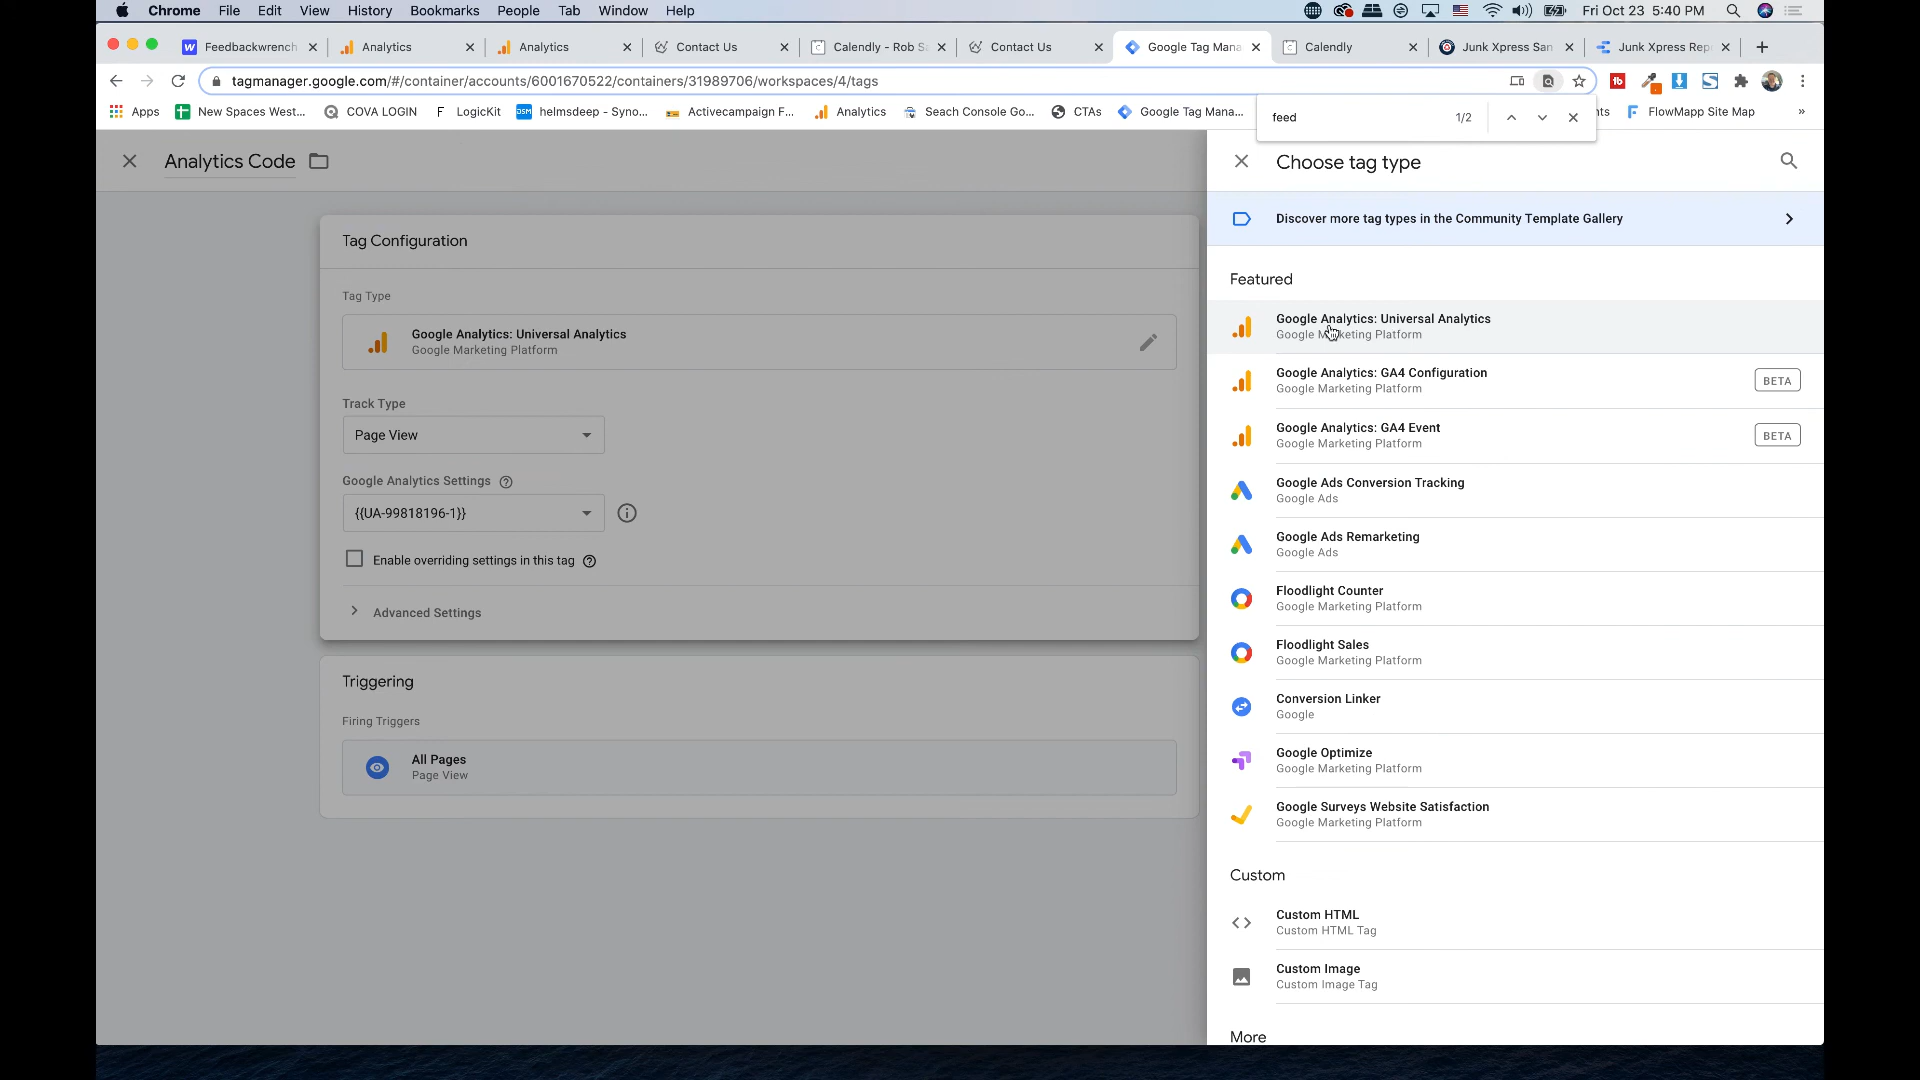 Chrome File Edit View History Bookmarks People Tab Window Help Fri Oct 23 5:40 PM
Feedbackwrench Analytics Analytics Contact Us Calendly - Rob S Contact Us Google Tag Mana Calendly Junk Xpress San Junk Xpress Rep
tagmanager.google.com/#/container/accounts/6001670522/containers/31989706/workspaces/4/tags
Apps New Spaces West... COVA LOGIN LogicKit helmsdeep - Syno... Activecampaign F... Analytics Seach Console Go... CTAs Google Tag Mana... nts FlowMapp Site Map »
feed 1/2
Analytics Code
Tag Configuration
Tag Type
Google Analytics: Universal Analytics
Google Marketing Platform
Track Type
Page View
Google Analytics Settings
{{UA-99818196-1}}
Enable overriding settings in this tag
Advanced Settings
Triggering
Firing Triggers
All Pages
Page View
Choose tag type
Discover more tag types in the Community Template Gallery
Featured
Google Analytics: Universal Analytics
Google Marketing Platform
Google Analytics: GA4 Configuration
Google Marketing Platform
BETA
Google Analytics: GA4 Event
Google Marketing Platform
BETA
Google Ads Conversion Tracking
Google Ads
Google Ads Remarketing
Google Ads
Floodlight Counter
Google Marketing Platform
Floodlight Sales
Google Marketing Platform
Conversion Linker
Google
Google Optimize
Google Marketing Platform
Google Surveys Website Satisfaction
Google Marketing Platform
Custom
Custom HTML
Custom HTML Tag
Custom Image
Custom Image Tag
More